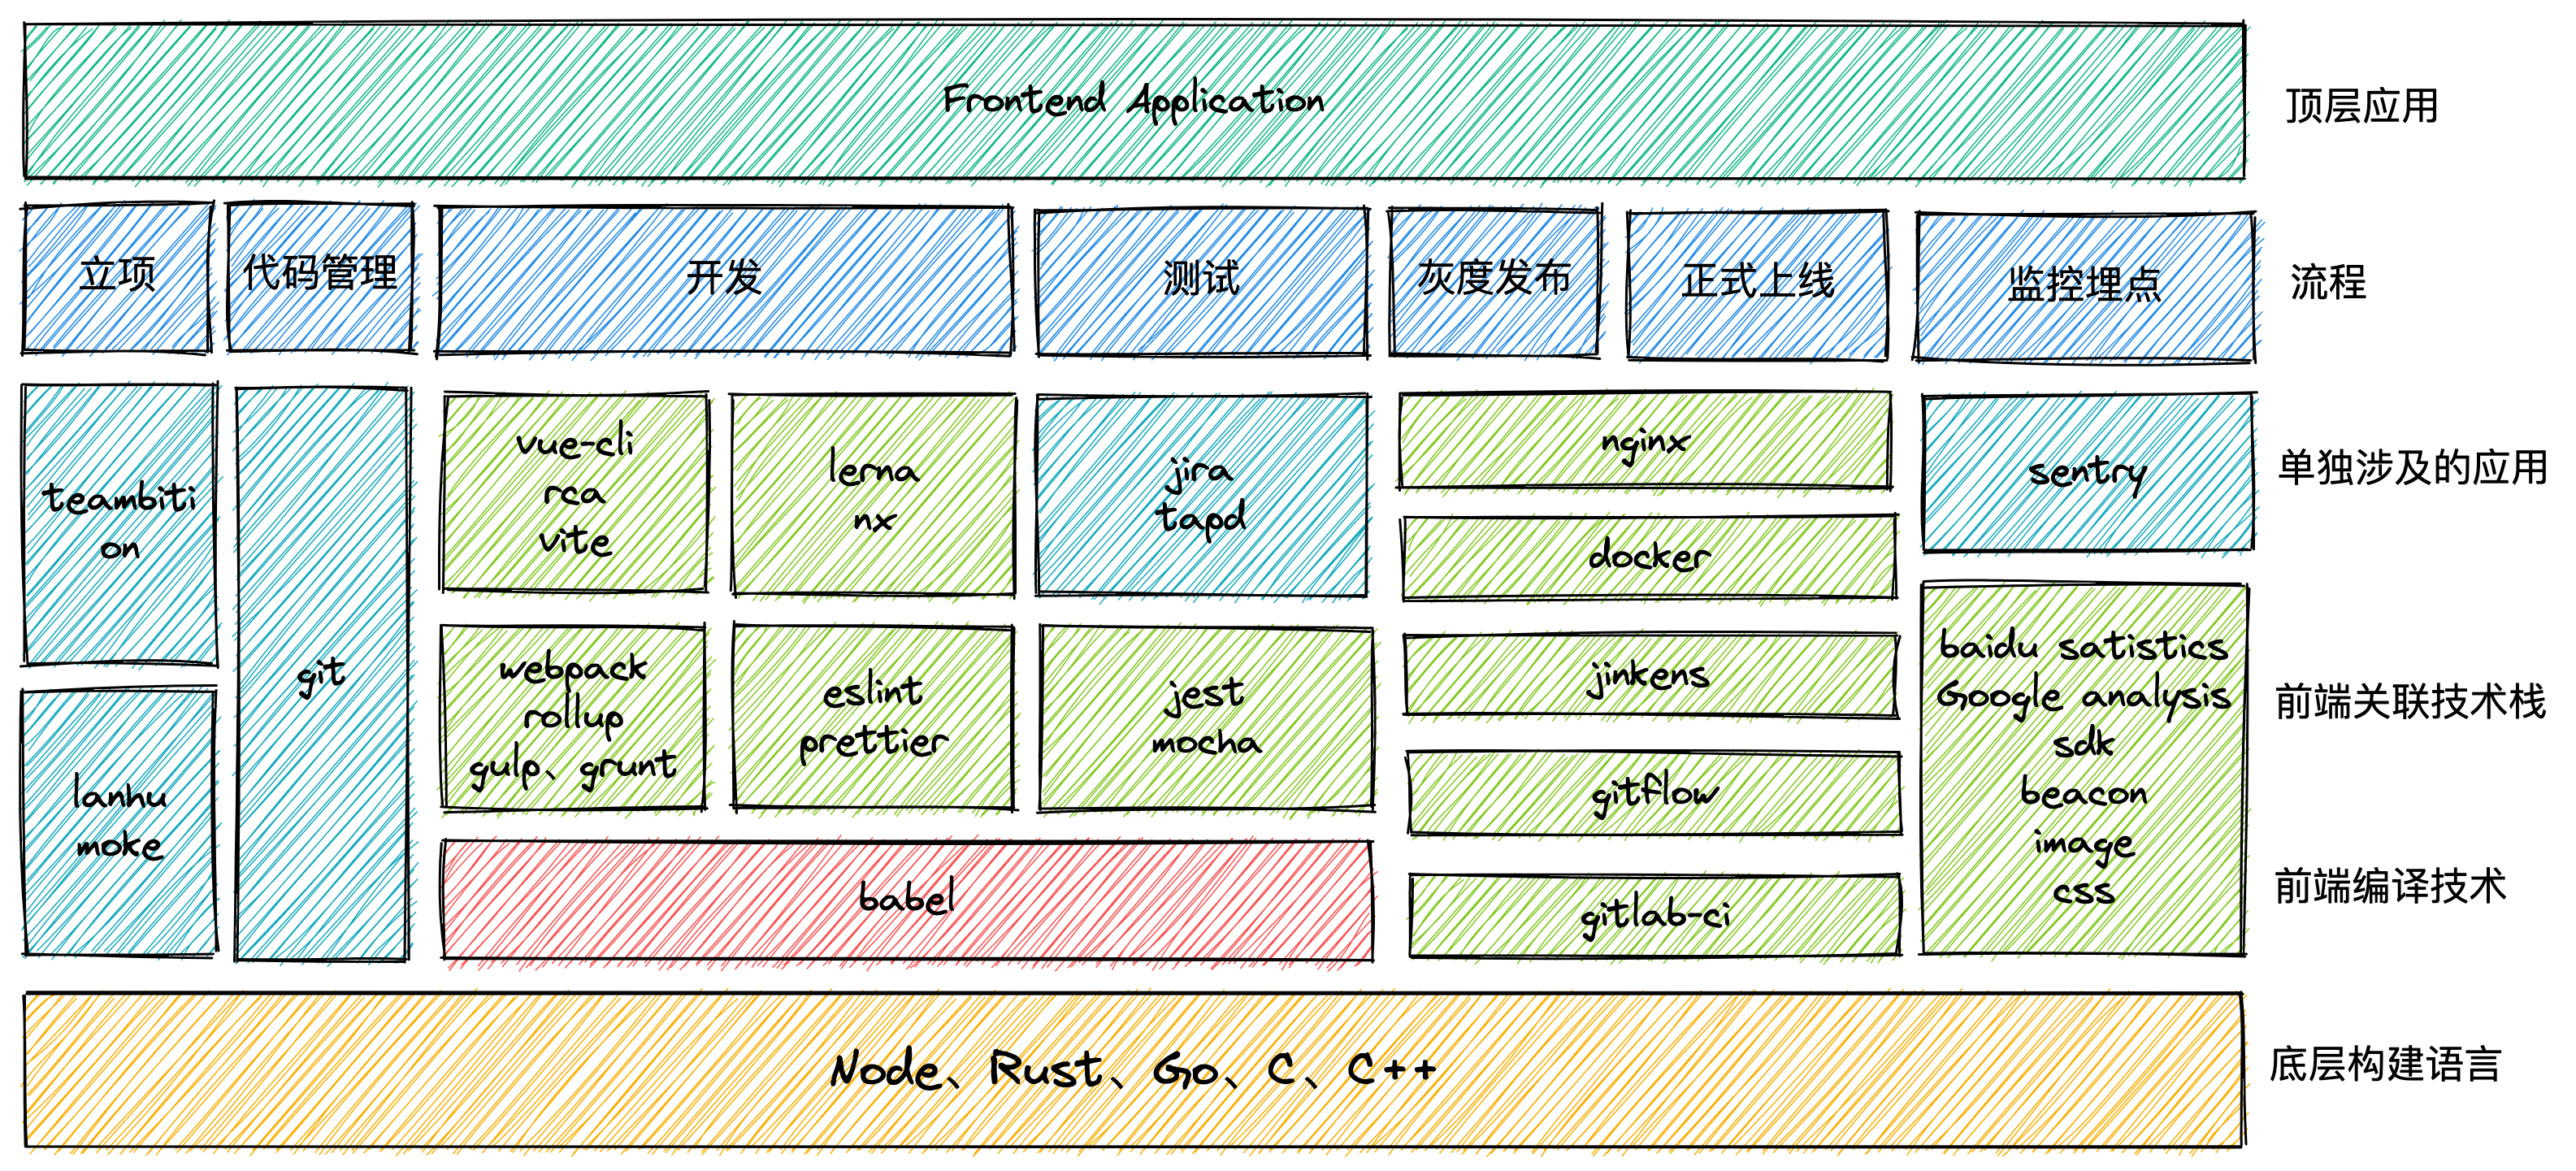 Frontend Application
顶层应用
立项
代码管理
开发
测试
灰度发布
正式上线
监控埋点
流程
teambiti
on
lanhu
moke
git
vue-cli
rca
vite
lerna
nx
jira
tapd
webpack
rollup
gulp、grunt
eslint
prettier
jest
mocha
babel
nginx
docker
jinkens
gitflow
gitlab-ci
sentry
baidu satistics
Google analysis
sdk
beacon
image
css
单独涉及的应用
前端关联技术栈
前端编译技术
Node、Rust、Go、C、C++
底层构建语言